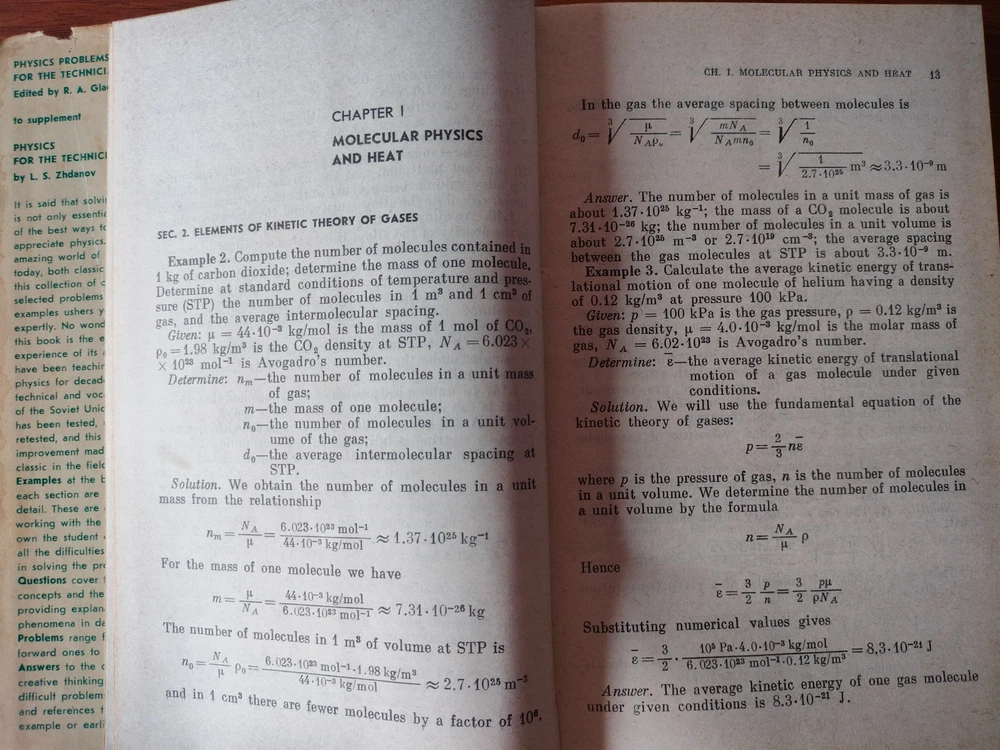 PHYSICS PROBLEMS
FOR THE TECHNICI
Edited by R. A. Gla
to supplement
PHYSICS
FOR THE TECHNICI
by L. S. Zhdanov
It is said that solvi
is not only essentia
of the best ways to
appreciate physics.
amazing world of
today, both classic
this collection of c
selected problems
examples ushers y
expertly. No wond
this book is the e
experience of its
have been teachin
physics for decad
technical and voc
of the Soviet Unic
has been tested,
retested, and this
improvement mad
classic in the field
Examples at the b
each section are
detail. These are
working with the
own the student
all the difficulties
in solving the pro
Questions cover
concepts and the
providing explan
phenomena in da
Problems range f
forward ones to
Answers to the c
creative thinking
difficult problem
and references t
example or earli
CHAPTER I
MOLECULAR PHYSICS
AND HEAT
SEC. 2. ELEMENTS OF KINETIC THEORY OF GASES
Example 2. Compute the number of molecules contained in
1 kg of carbon dioxide; determine the mass of one molecule.
Determine at standard conditions of temperature and pres-
sure (STP) the number of molecules in 1 m³ and 1 cm³ of
gas, and the average intermolecular spacing.
Given: μ = 44·10⁻³ kg/mol is the mass of 1 mol of CO₂,
ρ₀ = 1.98 kg/m³ is the CO₂ density at STP, N_A = 6.023 ×
× 10²³ mol⁻¹ is Avogadro's number.
Determine: n_m—the number of molecules in a unit mass
of gas;
m—the mass of one molecule;
n₀—the number of molecules in a unit vol-
ume of the gas;
d₀—the average intermolecular spacing at
STP.
Solution. We obtain the number of molecules in a unit
mass from the relationship
n_m = N_A/μ = 6.023·10²³ mol⁻¹ / 44·10⁻³ kg/mol ≈ 1.37·10²⁵ kg⁻¹
For the mass of one molecule we have
m = μ/N_A = 44·10⁻³ kg/mol / 6.023·10²³ mol⁻¹ ≈ 7.31·10⁻²⁶ kg
The number of molecules in 1 m³ of volume at STP is
n₀ = N_A/μ ρ₀ = 6.023·10²³ mol⁻¹·1.98 kg/m³ / 44·10⁻³ kg/mol ≈ 2.7·10²⁵ m⁻³
and in 1 cm³ there are fewer molecules by a factor of 10⁶.
CH. I. MOLECULAR PHYSICS AND HEAT 13
In the gas the average spacing between molecules is
d₀ = ∛(μ/N_Aρ₀) = ∛(mN_A/N_Amn₀) = ∛(1/n₀)
= ∛(1/2.7·10²⁵) m³ ≈ 3.3·10⁻⁹ m
Answer. The number of molecules in a unit mass of gas is
about 1.37·10²⁵ kg⁻¹; the mass of a CO₂ molecule is about
7.31·10⁻²⁶ kg; the number of molecules in a unit volume is
about 2.7·10²⁵ m⁻³ or 2.7·10¹⁹ cm⁻³; the average spacing
between the gas molecules at STP is about 3.3·10⁻⁹ m.
Example 3. Calculate the average kinetic energy of trans-
lational motion of one molecule of helium having a density
of 0.12 kg/m³ at pressure 100 kPa.
Given: p = 100 kPa is the gas pressure, ρ = 0.12 kg/m³ is
the gas density, μ = 4.0·10⁻³ kg/mol is the molar mass of
gas, N_A = 6.02·10²³ is Avogadro's number.
Determine: ε̄—the average kinetic energy of translational
motion of a gas molecule under given
conditions.
Solution. We will use the fundamental equation of the
kinetic theory of gases:
p = 2/3 nε̄
where p is the pressure of gas, n is the number of molecules
in a unit volume. We determine the number of molecules in
a unit volume by the formula
n = N_A/μ ρ
Hence
ε̄ = 3/2 p/n = 3/2 pμ/ρN_A
Substituting numerical values gives
ε̄ = 3/2 · 10⁵ Pa·4.0·10⁻³ kg/mol / 6.023·10²³ mol⁻¹·0.12 kg/m³ = 8.3·10⁻²¹ J
Answer. The average kinetic energy of one gas molecule
under given conditions is 8.3·10⁻²¹ J.